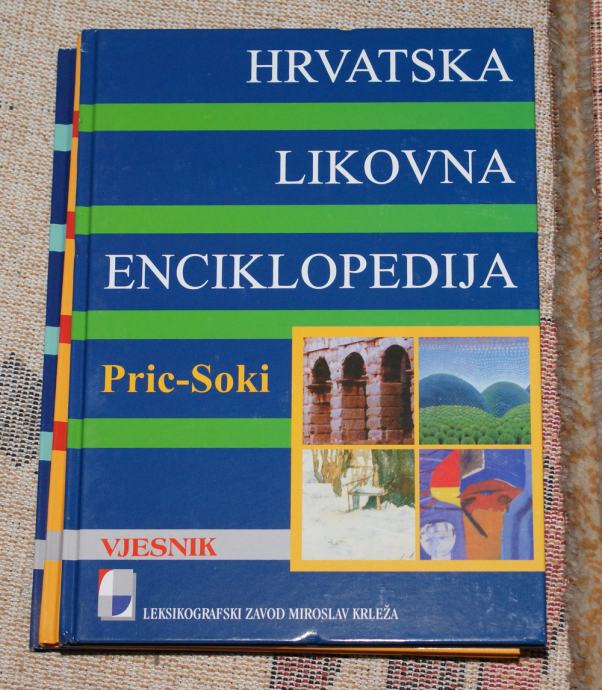 HRVATSKA
LIKOVNA
ENCIKLOPEDIJA
Pric-Soki
VJESNIK
LEKSIKOGRAFSKI ZAVOD MIROSLAV KRLEŽA